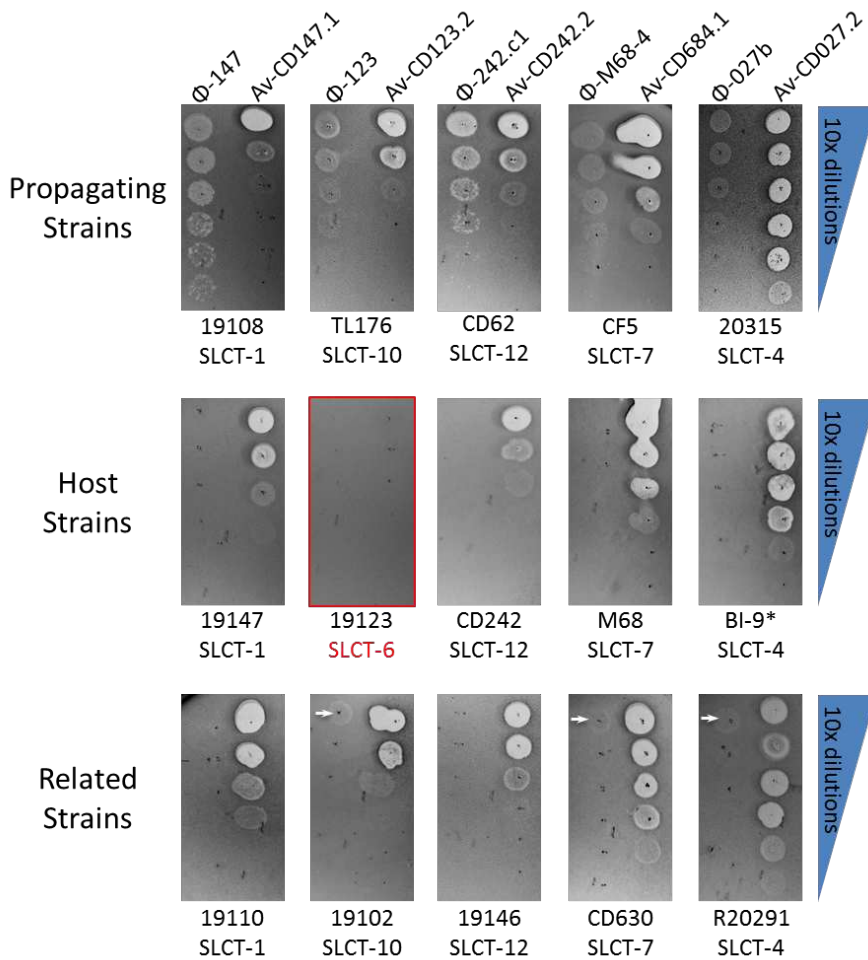 Φ-147 Av-CD147.1 Φ-123 Av-CD123.2 Φ-242.c1 Av-CD242.2 Φ-M68-4 Av-CD684.1 Φ-027b Av-CD027.2
Propagating
Strains
10x dilutions
19108 TL176 CD62 CF5 20315
SLCT-1 SLCT-10 SLCT-12 SLCT-7 SLCT-4
Host
Strains
10x dilutions
19147 19123 CD242 M68 BI-9*
SLCT-1 SLCT-6 SLCT-12 SLCT-7 SLCT-4
Related
Strains
10x dilutions
19110 19102 19146 CD630 R20291
SLCT-1 SLCT-10 SLCT-12 SLCT-7 SLCT-4